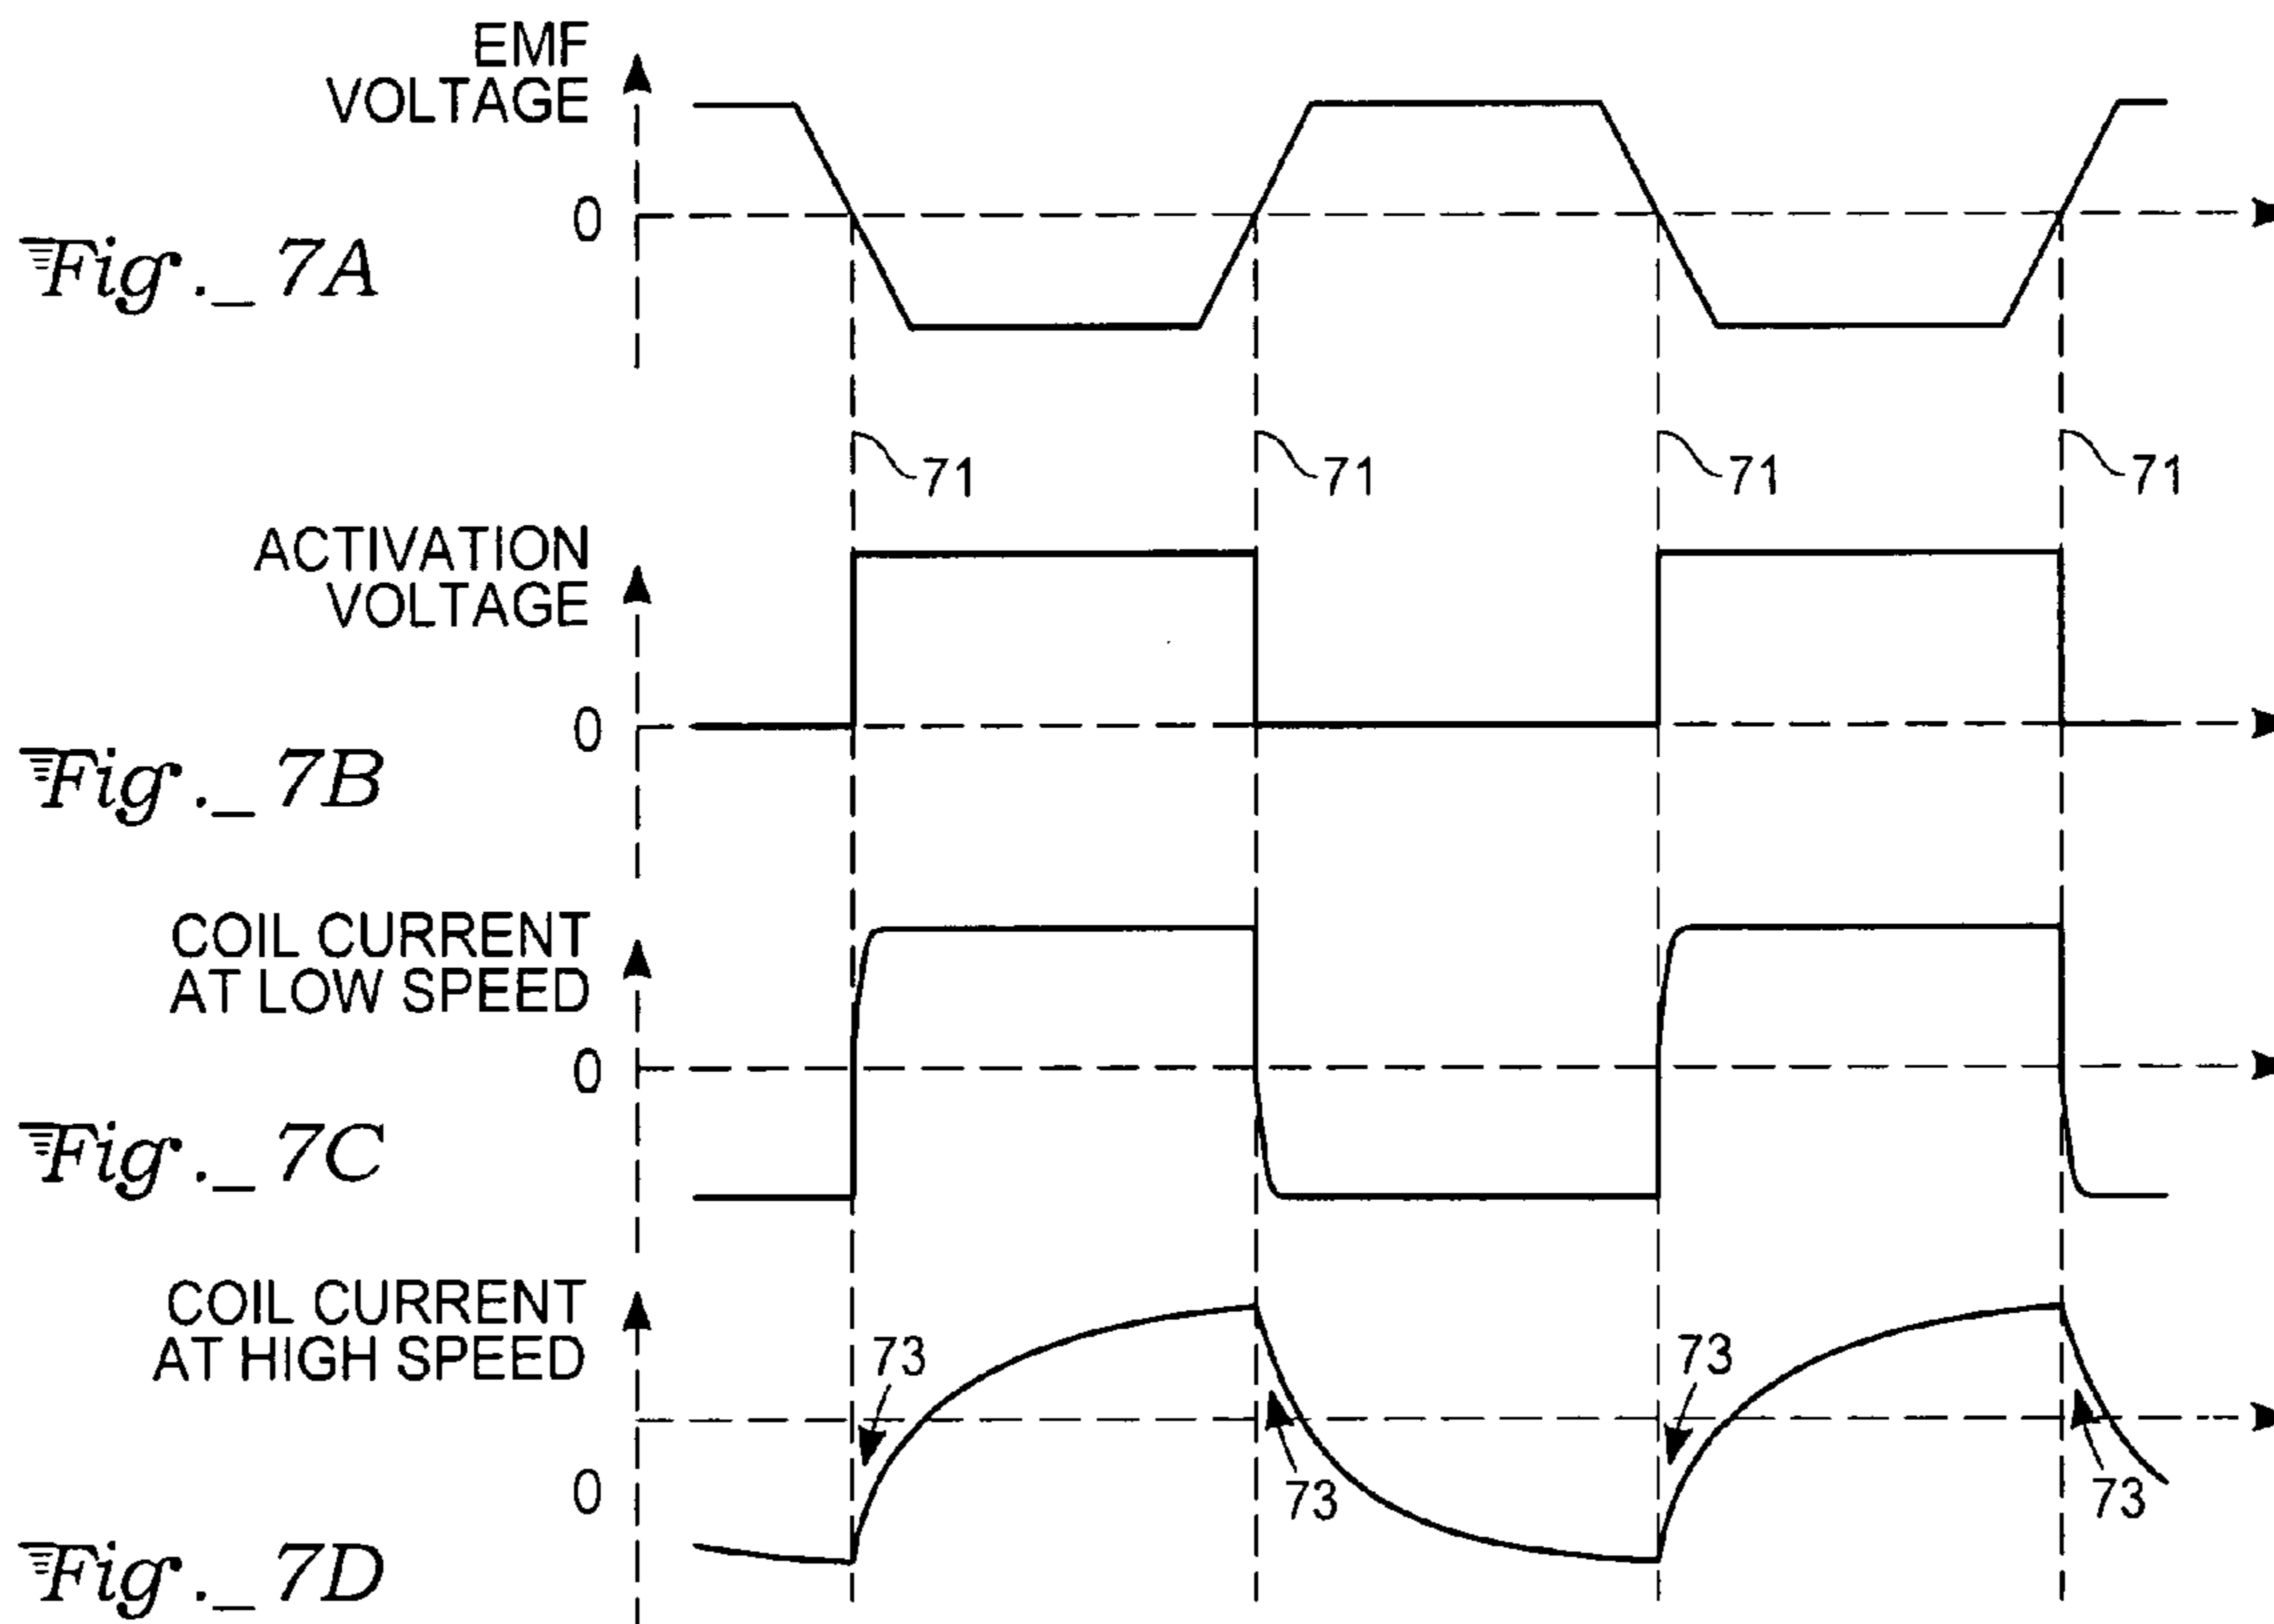 EMF
VOLTAGE
0
Fig._7A
71
71
71
71
ACTIVATION
VOLTAGE
0
Fig._7B
COIL CURRENT
AT LOW SPEED
0
Fig._7C
COIL CURRENT
AT HIGH SPEED
73
73
0
73
73
Fig._7D